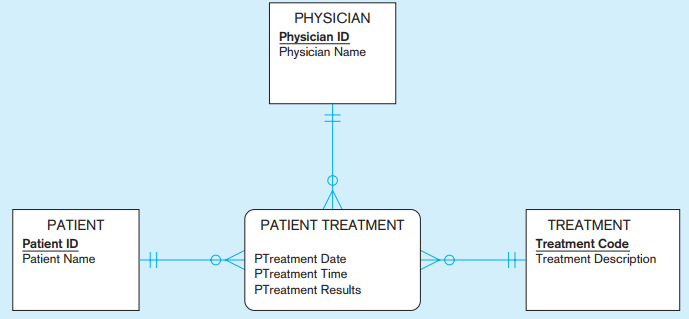 PHYSICIAN
Physician ID
Physician Name
PATIENT
Patient ID
Patient Name
PATIENT TREATMENT
PTreatment Date
PTreatment Time
PTreatment Results
TREATMENT
Treatment Code
Treatment Description